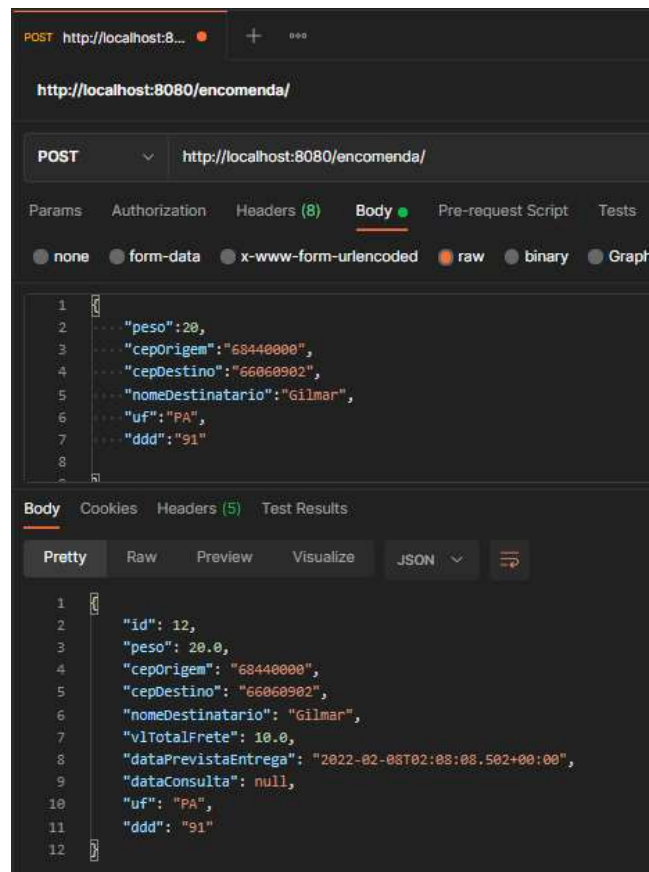 POST http://localhost:8...
http://localhost:8080/encomenda/
POST http://localhost:8080/encomenda/
Params Authorization Headers (8) Body Pre-request Script Tests
none form-data x-www-form-urlencoded raw binary Graph
1 {
2 "peso":20,
3 "cepOrigem":"68440000",
4 "cepDestino":"66060902",
5 "nomeDestinatario":"Gilmar",
6 "uf":"PA",
7 "ddd":"91"
8
}
Body Cookies Headers (5) Test Results
Pretty Raw Preview Visualize JSON
1 {
2 "id": 12,
3 "peso": 20.0,
4 "cepOrigem": "68440000",
5 "cepDestino": "66060902",
6 "nomeDestinatario": "Gilmar",
7 "vlTotalFrete": 10.0,
8 "dataPrevistaEntrega": "2022-02-08T02:08:08.502+00:00",
9 "dataConsulta": null,
10 "uf": "PA",
11 "ddd": "91"
12 }